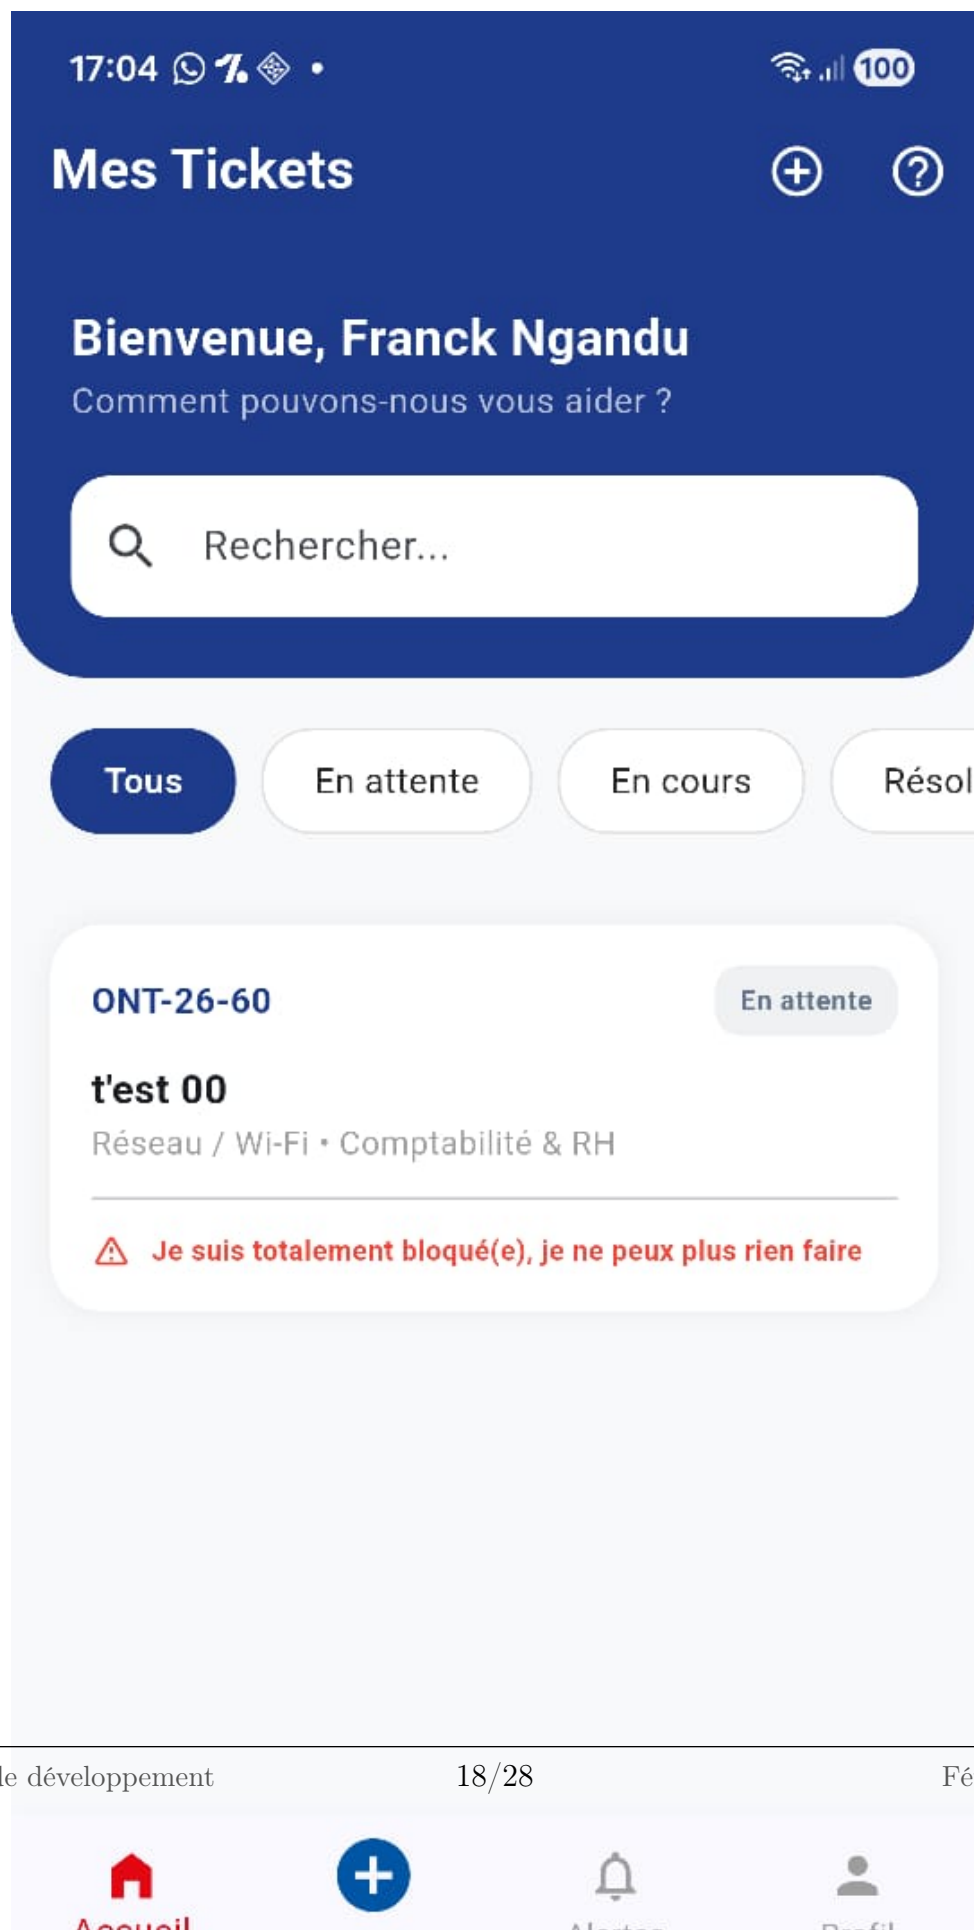 17:04
100
Mes Tickets
Bienvenue, Franck Ngandu
Comment pouvons-nous vous aider ?
Rechercher...
Tous
En attente
En cours
Résol
ONT-26-60
En attente
t'est 00
Réseau / Wi-Fi • Comptabilité & RH
Je suis totalement bloqué(e), je ne peux plus rien faire
le développement
18/28
Fé
Accueil
Alertes
Profil